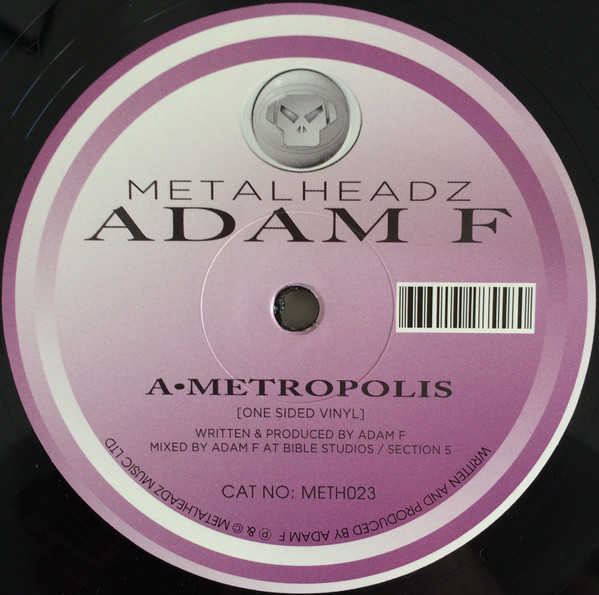 METALHEADZ
ADAM F
A•METROPOLIS
[ONE SIDED VINYL]
WRITTEN & PRODUCED BY ADAM F
MIXED BY ADAM F AT BIBLE STUDIOS / SECTION 5
CAT NO: METH023
WRITTEN AND PRODUCED BY ADAM F ℗ & © METALHEADZ MUSIC LTD